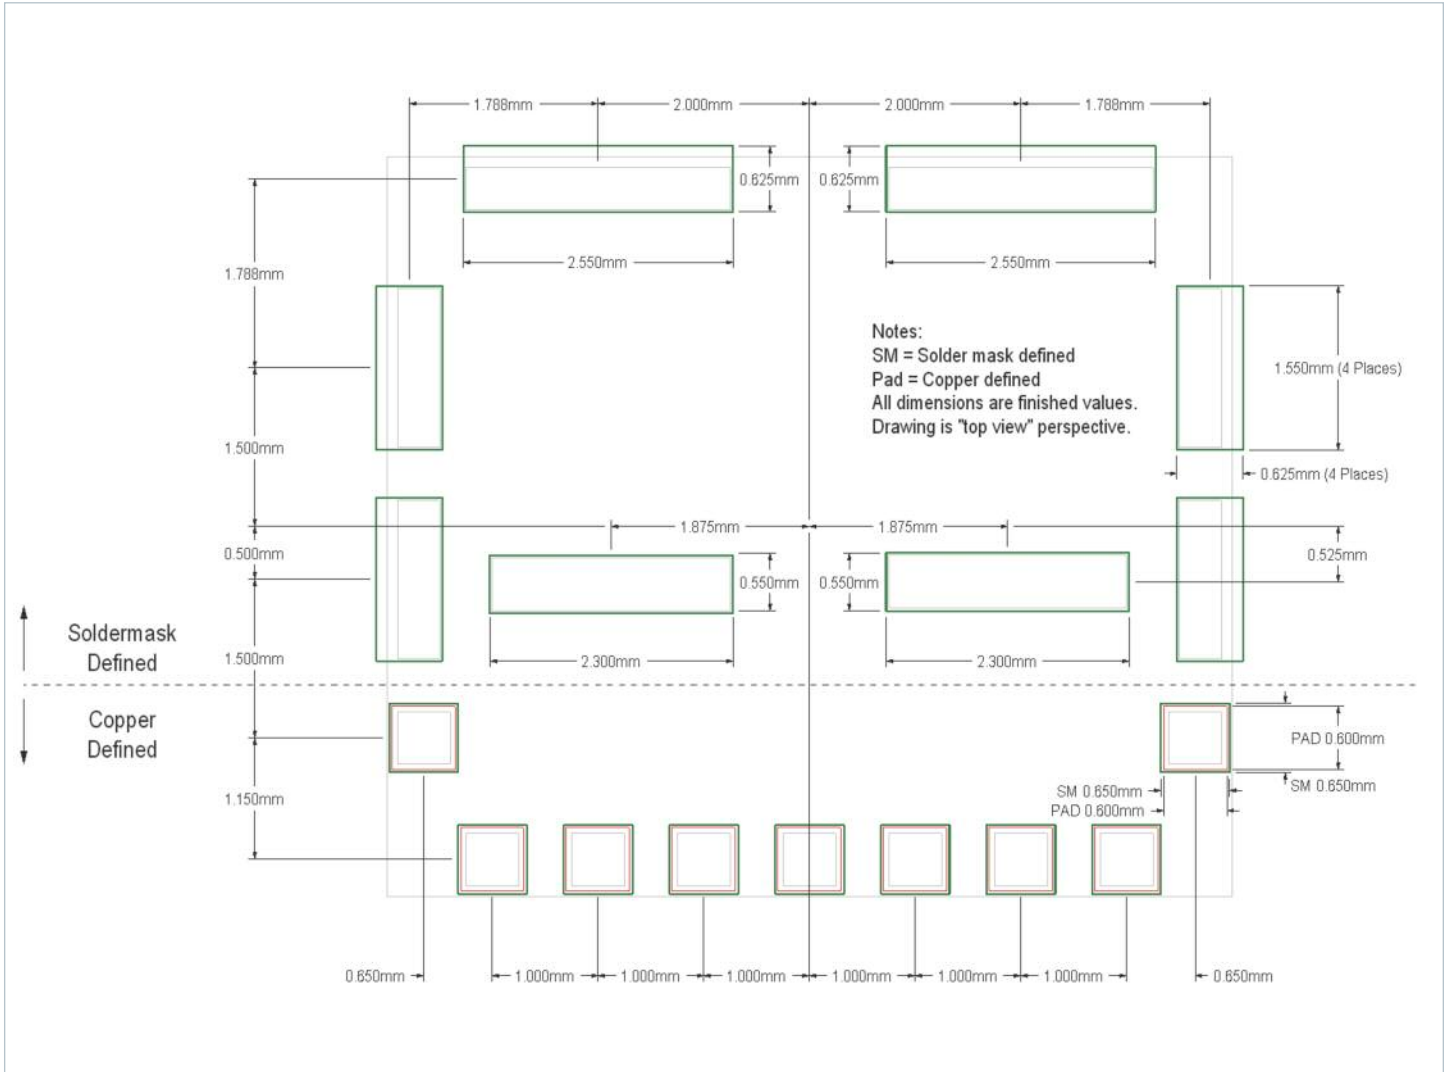 1.788mm 2.000mm 2.000mm 1.788mm
0.625mm 0.625mm
2.550mm 2.550mm
1.788mm
Notes:
SM = Solder mask defined
Pad = Copper defined
All dimensions are finished values.
Drawing is "top view" perspective.
1.550mm (4 Places)
1.500mm
0.625mm (4 Places)
1.875mm 1.875mm
0.500mm
0.525mm
0.550mm 0.550mm
Soldermask
Defined
1.500mm
2.300mm 2.300mm
Copper
Defined
PAD 0.600mm
SM 0.650mm
SM 0.650mm
PAD 0.600mm
1.150mm
0.650mm 1.000mm 1.000mm 1.000mm 1.000mm 1.000mm 1.000mm 0.650mm